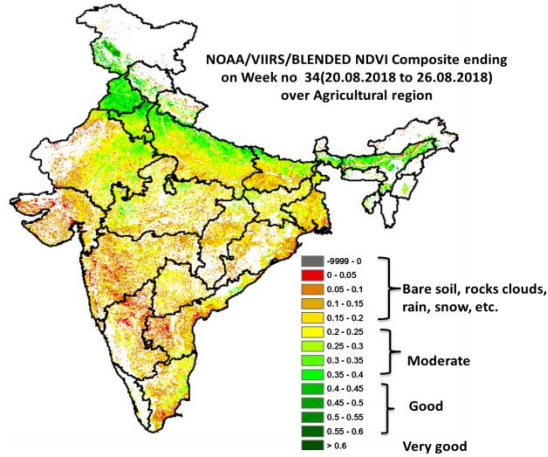 NOAA/VIIRS/BLENDED NDVI Composite ending
on Week no 34(20.08.2018 to 26.08.2018)
over Agricultural region
-9999 - 0
0 - 0.05
0.05 - 0.1
0.1 - 0.15
0.15 - 0.2
0.2 - 0.25
0.25 - 0.3
0.3 - 0.35
0.35 - 0.4
0.4 - 0.45
0.45 - 0.5
0.5 - 0.55
0.55 - 0.6
> 0.6
Bare soil, rocks clouds,
rain, snow, etc.
Moderate
Good
Very good